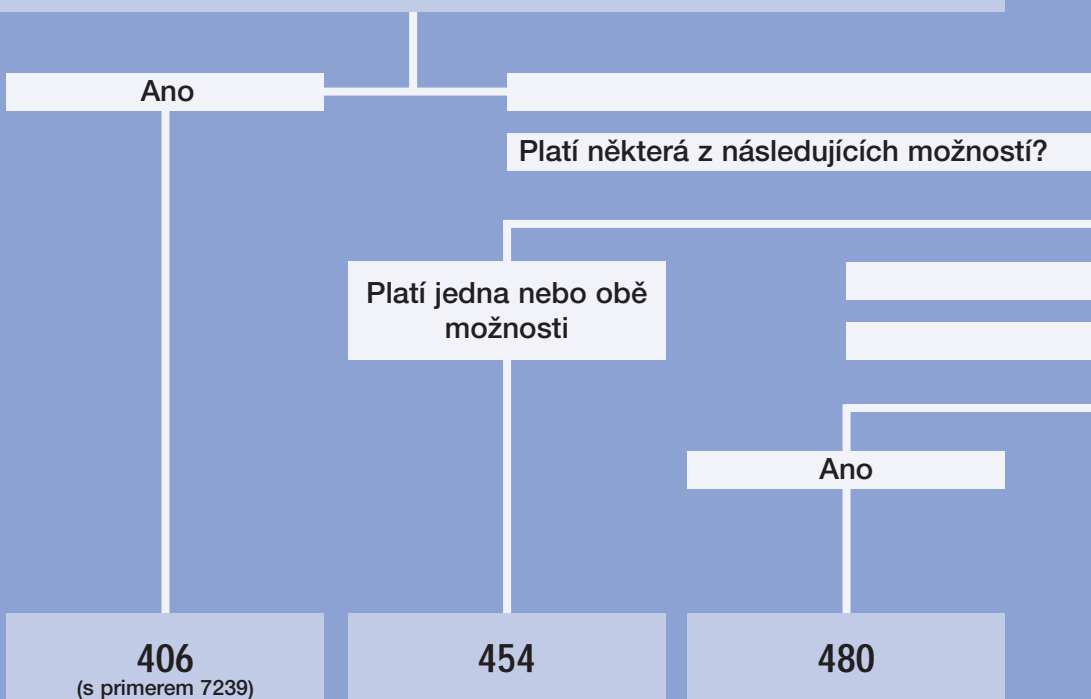 Ano
Platí některá z následujících možností?
Platí jedna nebo obě
možnosti
Ano
406
(s primerem 7239)
454
480